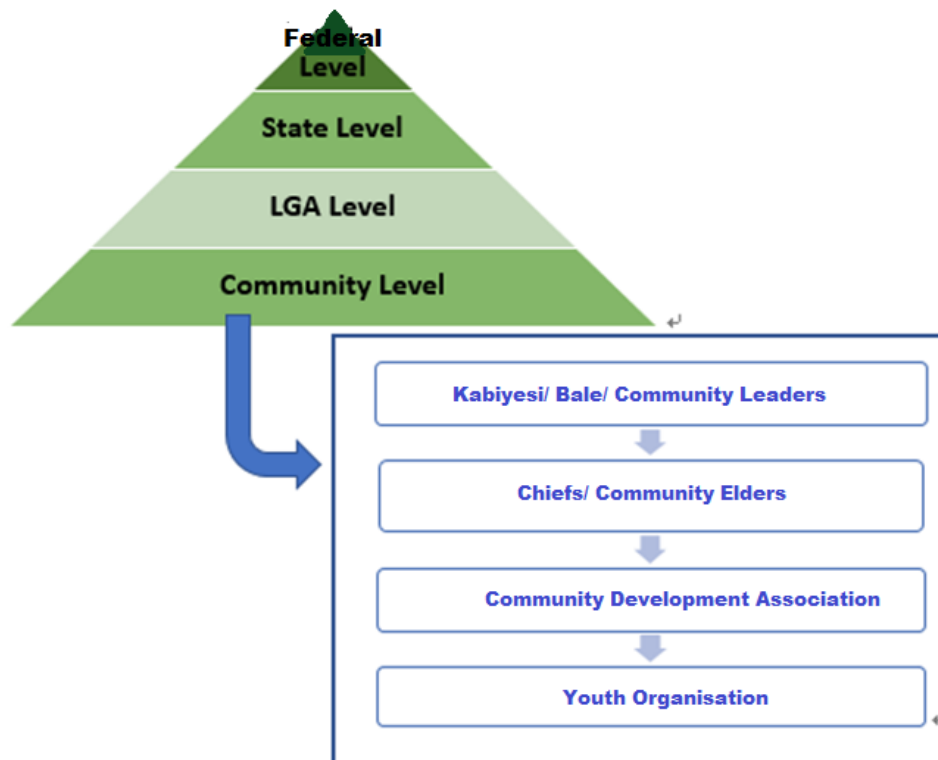 Federal
Level
State Level
LGA Level
Community Level
Kabiyesi/ Bale/ Community Leaders
Chiefs/ Community Elders
Community Development Association
Youth Organisation